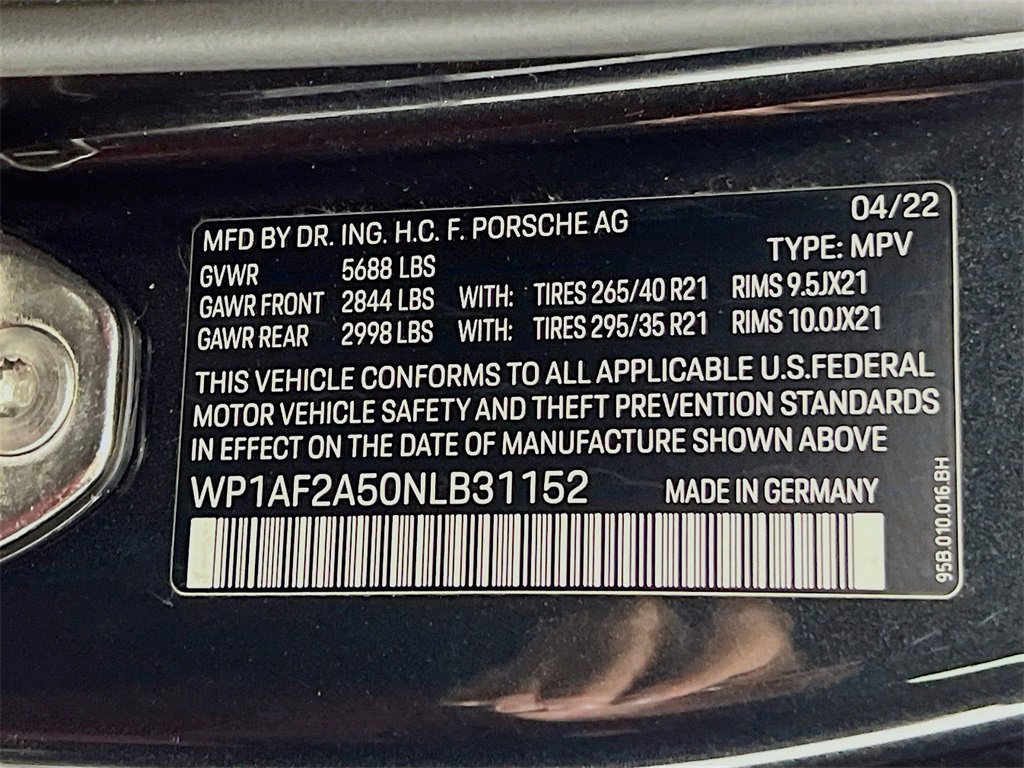 04/22
MFD BY DR. ING. H.C. F. PORSCHE AG
TYPE: MPV
GVWR 5688 LBS
GAWR FRONT 2844 LBS WITH: TIRES 265/40 R21 RIMS 9.5JX21
GAWR REAR 2998 LBS WITH: TIRES 295/35 R21 RIMS 10.0JX21
THIS VEHICLE CONFORMS TO ALL APPLICABLE U.S.FEDERAL
MOTOR VEHICLE SAFETY AND THEFT PREVENTION STANDARDS
IN EFFECT ON THE DATE OF MANUFACTURE SHOWN ABOVE
WP1AF2A50NLB31152 MADE IN GERMANY
95B.010.016.BH